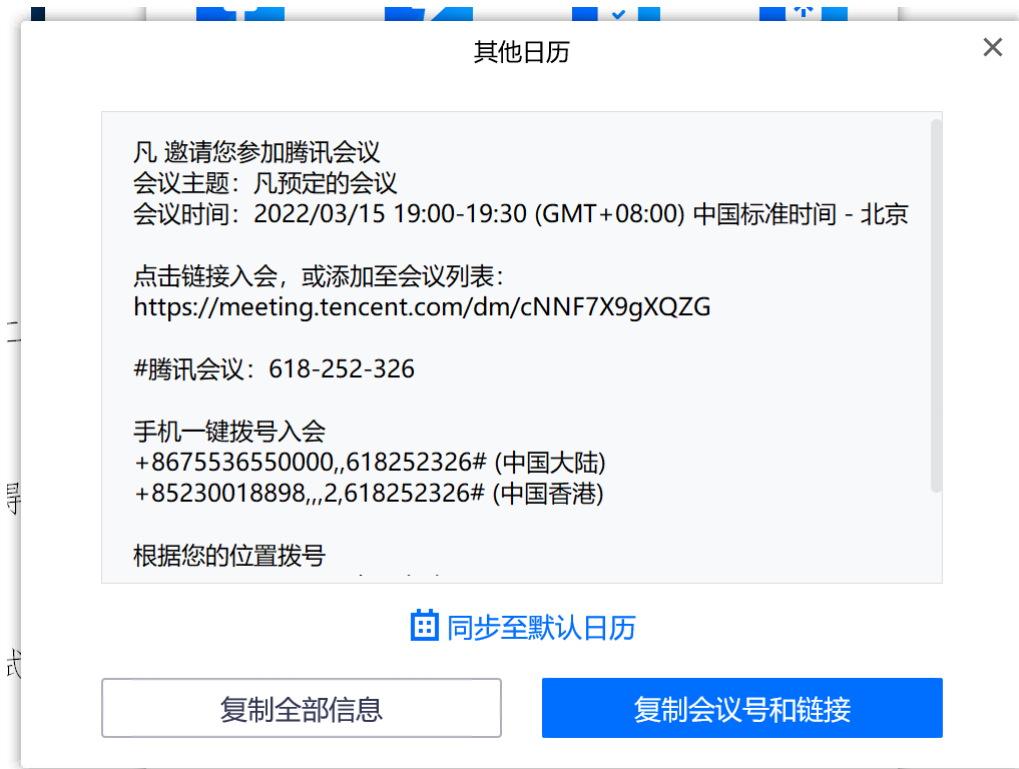 其他日历
凡 邀请您参加腾讯会议
会议主题：凡预定的会议
会议时间：2022/03/15 19:00-19:30 (GMT+08:00) 中国标准时间 - 北京
点击链接入会，或添加至会议列表：
https://meeting.tencent.com/dm/cNNF7X9gXQZG
#腾讯会议：618-252-326
手机一键拨号入会
+8675536550000,,618252326# (中国大陆)
+85230018898,,,2,618252326# (中国香港)
根据您的位置拨号
同步至默认日历
复制全部信息
复制会议号和链接